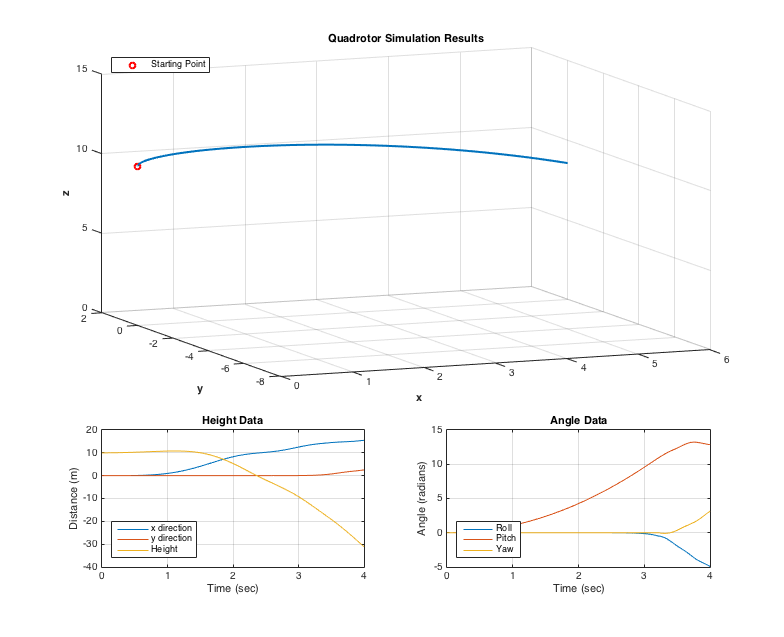 Quadrotor Simulation Results
Starting Point
15
10
5
0
z
2
0
-2
-4
-6
-8
y
0
1
2
3
4
5
6
x
Height Data
20
10
0
-10
-20
-30
-40
Distance (m)
x direction
y direction
Height
0 1 2 3 4
Time (sec)
Angle Data
15
10
5
0
-5
Angle (radians)
Roll
Pitch
Yaw
0 1 2 3 4
Time (sec)